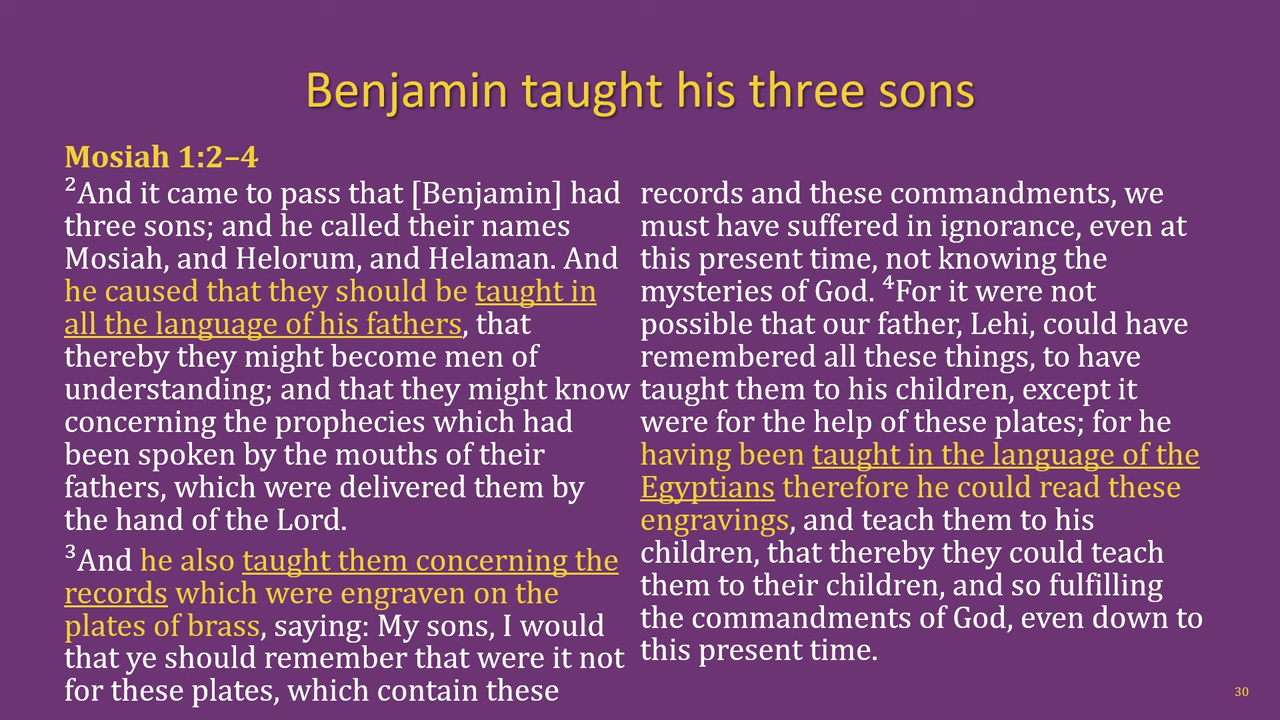 Benjamin taught his three sons
Mosiah 1:2–4
²And it came to pass that [Benjamin] had
three sons; and he called their names
Mosiah, and Helorum, and Helaman. And
he caused that they should be taught in
all the language of his fathers, that
thereby they might become men of
understanding; and that they might know
concerning the prophecies which had
been spoken by the mouths of their
fathers, which were delivered them by
the hand of the Lord.
³And he also taught them concerning the
records which were engraven on the
plates of brass, saying: My sons, I would
that ye should remember that were it not
for these plates, which contain these
records and these commandments, we
must have suffered in ignorance, even at
this present time, not knowing the
mysteries of God. ⁴For it were not
possible that our father, Lehi, could have
remembered all these things, to have
taught them to his children, except it
were for the help of these plates; for he
having been taught in the language of the
Egyptians therefore he could read these
engravings, and teach them to his
children, that thereby they could teach
them to their children, and so fulfilling
the commandments of God, even down to
this present time.
30